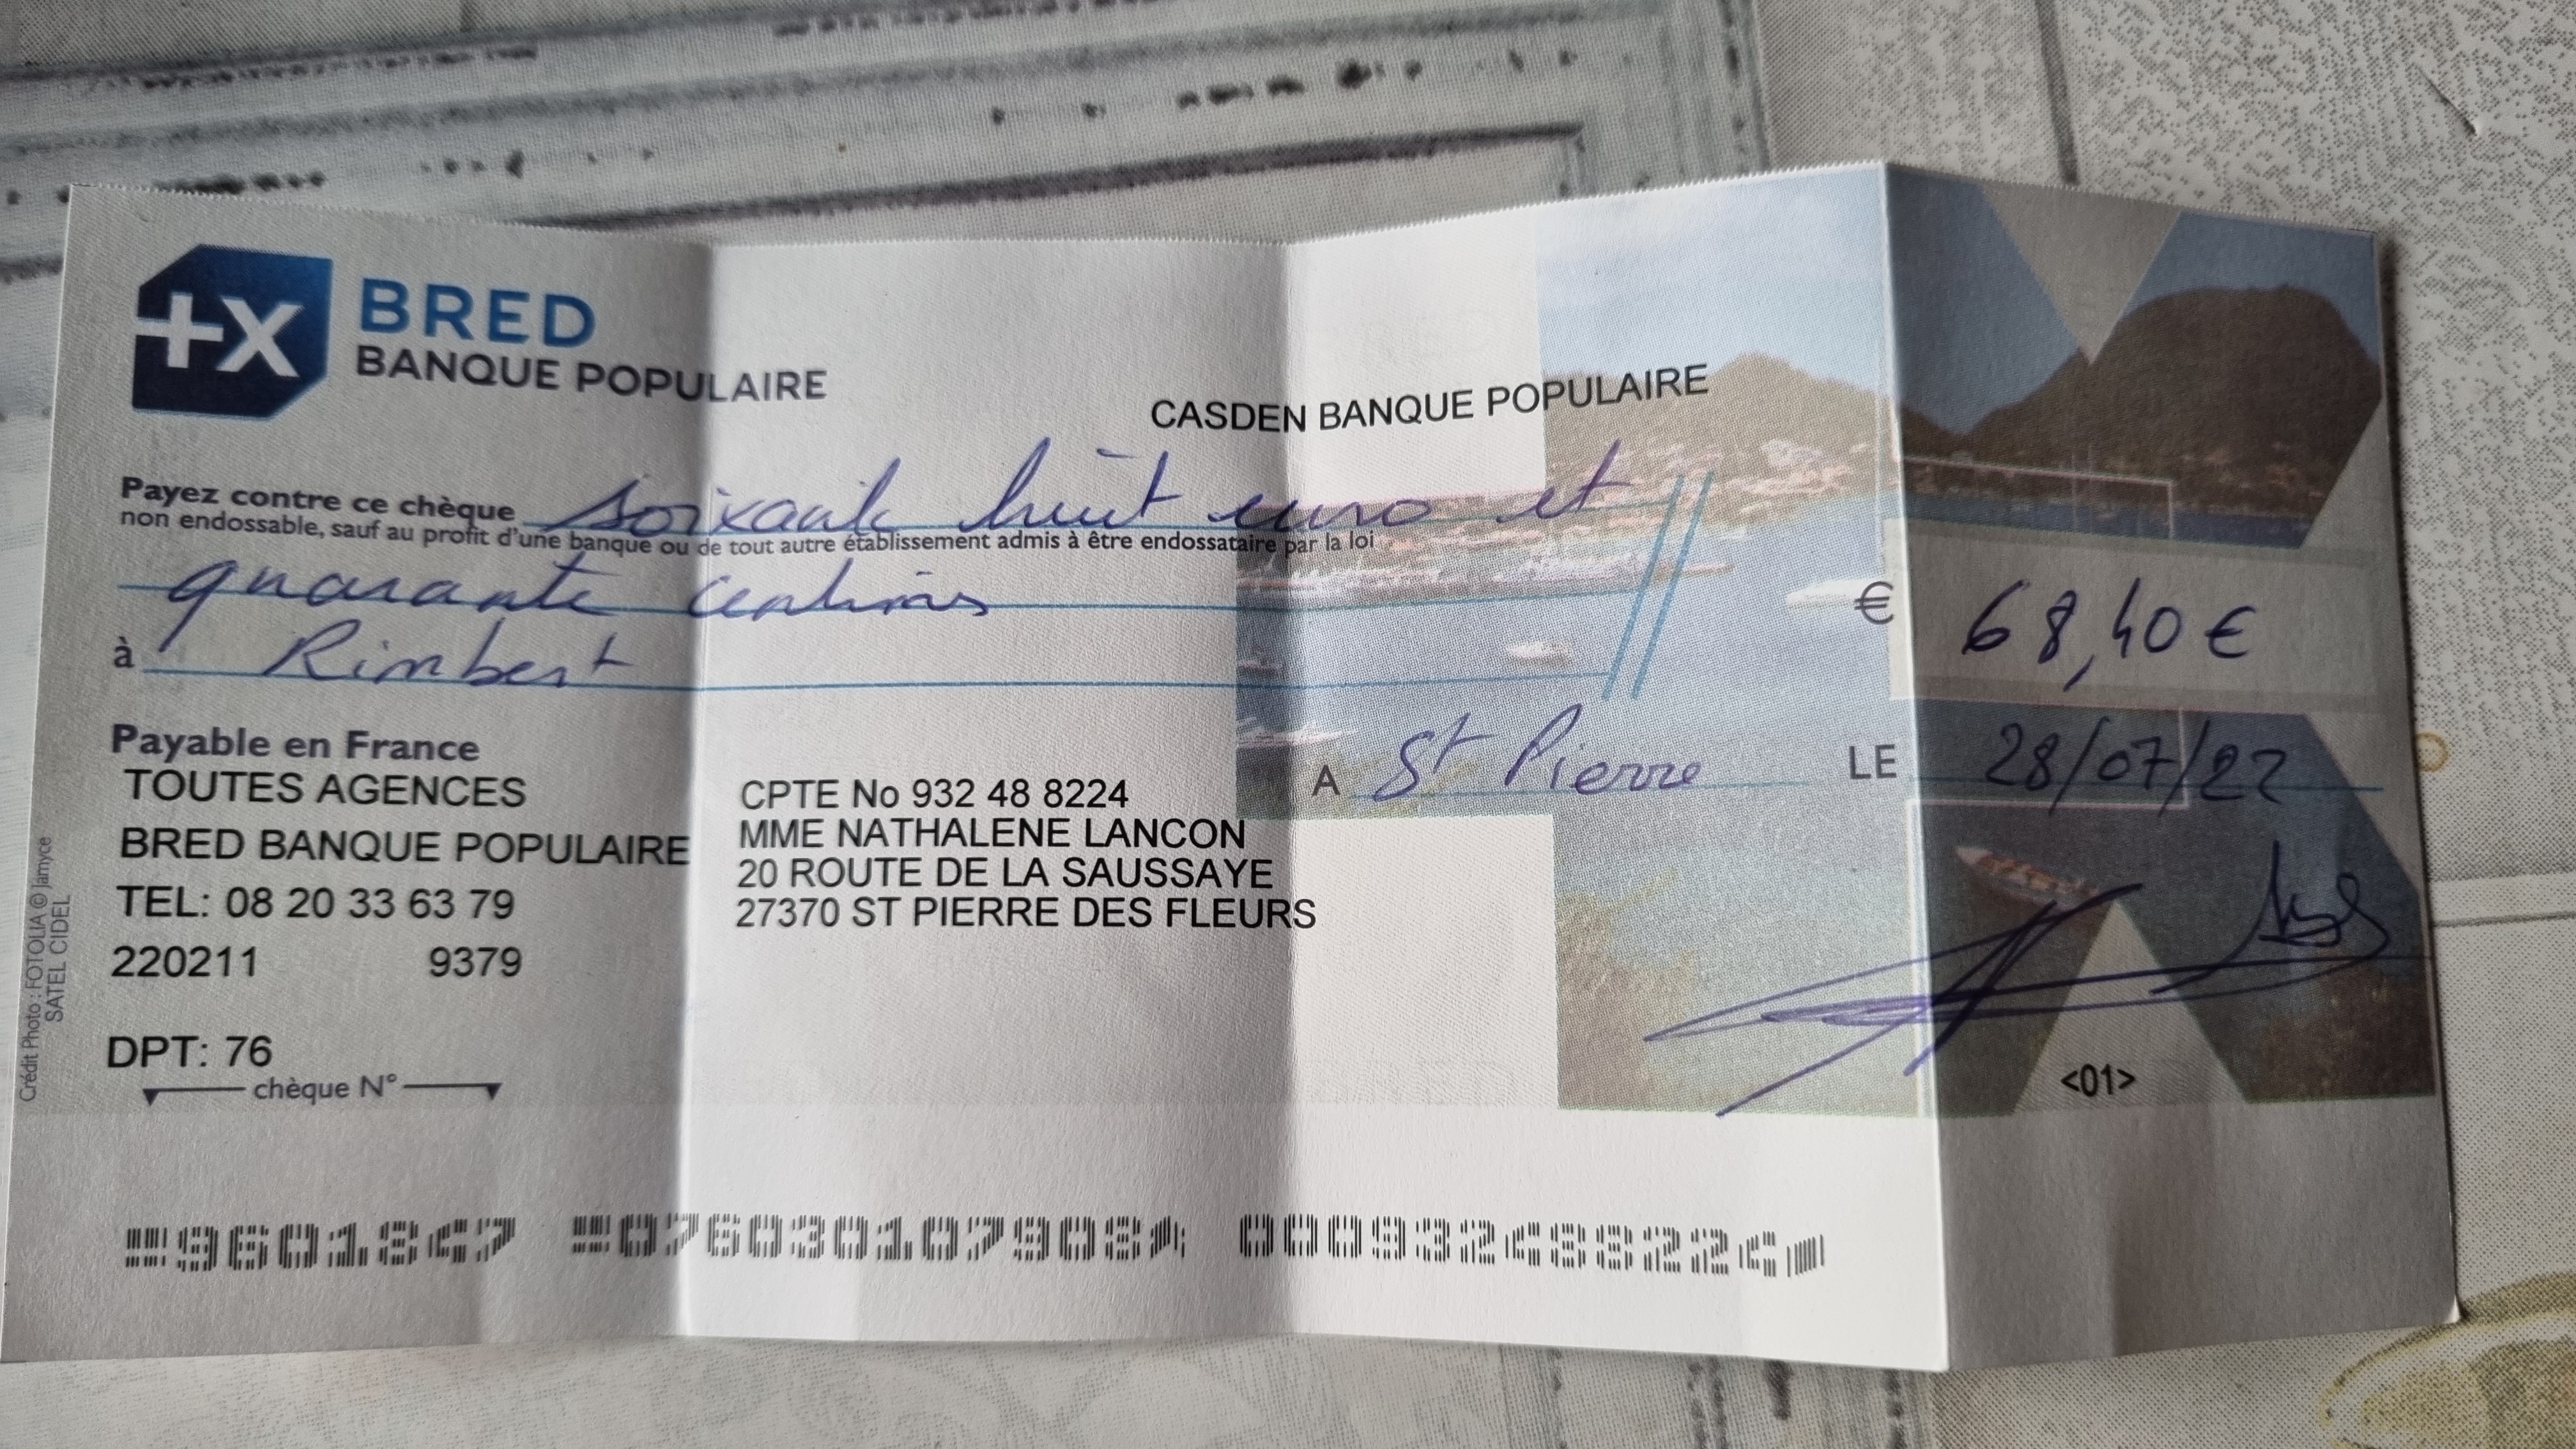 BRED
BANQUE POPULAIRE
CASDEN BANQUE POPULAIRE
Payez contre ce chèque soixante huit euro et
non endossable, sauf au profit d'une banque ou de tout autre établissement admis à être endossataire par la loi
quarante centimes
€ 68,40 €
à Rimbert
Payable en France
TOUTES AGENCES
BRED BANQUE POPULAIRE
TEL.: 08 20 33 63 79
220211 9379
DPT: 76
CPTE No 932 48 8224
MME NATHALENE LANCON
20 ROUTE DE LA SAUSSAYE
27370 ST PIERRE DES FLEURS
A St Pierre LE 28/07/22
chèque N°
<01>
Crédit Photo : FOTOLIA © Jamyce
SATEL CIDEL